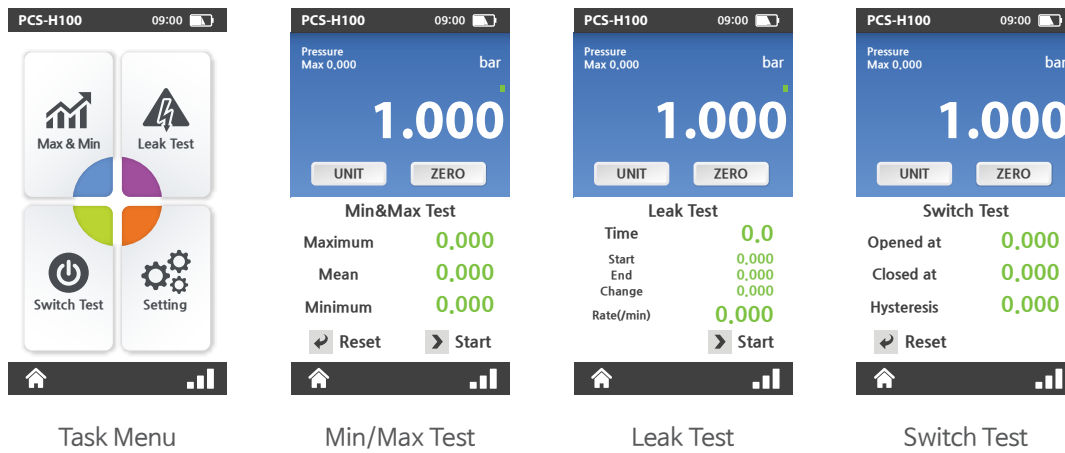 PCS-H100 09:00
Max & Min Leak Test
Switch Test Setting
Task Menu
PCS-H100 09:00
Pressure
Max 0.000 bar
1.000
UNIT ZERO
Min&Max Test
Maximum 0.000
Mean 0.000
Minimum 0.000
Reset Start
Min/Max Test
PCS-H100 09:00
Pressure
Max 0.000 bar
1.000
UNIT ZERO
Leak Test
Time 0.0
Start 0.000
End 0.000
Change 0.000
Rate(/min) 0.000
Start
Leak Test
PCS-H100 09:00
Pressure
Max 0.000 bar
1.000
UNIT ZERO
Switch Test
Opened at 0.000
Closed at 0.000
Hysteresis 0.000
Reset
Switch Test